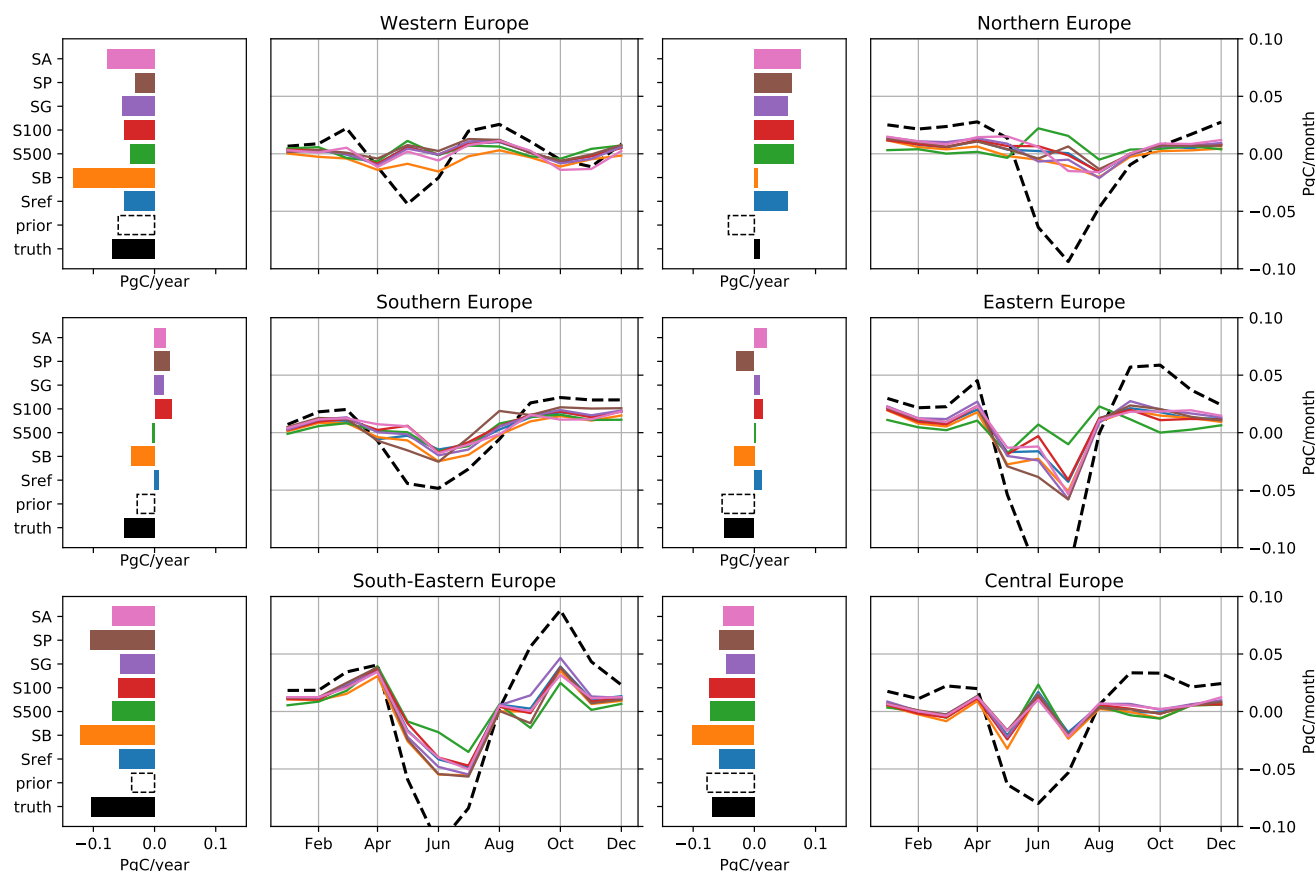 Western Europe
Northern Europe
SA
SP
SG
S100
S500
SB
Sref
prior
truth
PgC/year
PgC/year
0.10
0.05
0.00
−0.05
−0.10
PgC/month
Southern Europe
Eastern Europe
SA
SP
SG
S100
S500
SB
Sref
prior
truth
PgC/year
PgC/year
0.10
0.05
0.00
−0.05
−0.10
PgC/month
South-Eastern Europe
Central Europe
SA
SP
SG
S100
S500
SB
Sref
prior
truth
−0.1 0.0 0.1
PgC/year
Feb Apr Jun Aug Oct Dec
−0.1 0.0 0.1
PgC/year
Feb Apr Jun Aug Oct Dec
0.10
0.05
0.00
−0.05
−0.10
PgC/month